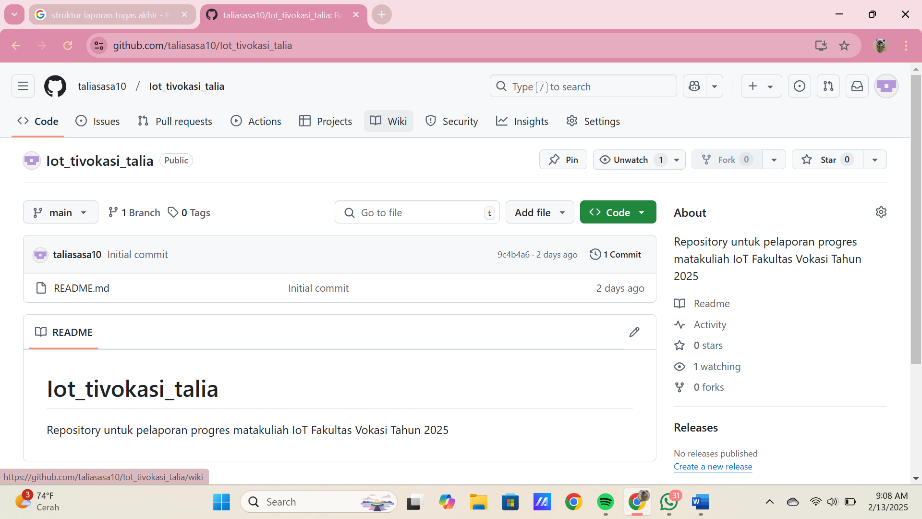 struktur laporan tugas akhir - P
taliasasa10/Iot_tivokasi_talia: Re
github.com/taliasasa10/Iot_tivokasi_talia
taliasasa10 / Iot_tivokasi_talia
Type / to search
Code
Issues
Pull requests
Actions
Projects
Wiki
Security
Insights
Settings
Iot_tivokasi_talia Public
Pin
Unwatch 1
Fork 0
Star 0
main
1 Branch
0 Tags
Go to file t
Add file
Code
taliasasa10 Initial commit
9c4b4a6 · 2 days ago
1 Commit
README.md Initial commit 2 days ago
README
Iot_tivokasi_talia
Repository untuk pelaporan progres matakuliah IoT Fakultas Vokasi Tahun 2025
About
Repository untuk pelaporan progres
matakuliah IoT Fakultas Vokasi Tahun
2025
Readme
Activity
0 stars
1 watching
0 forks
Releases
No releases published
Create a new release
https://github.com/taliasasa10/Iot_tivokasi_talia/wiki
3
74°F
Cerah
Search
31
9:08 AM
2/13/2025